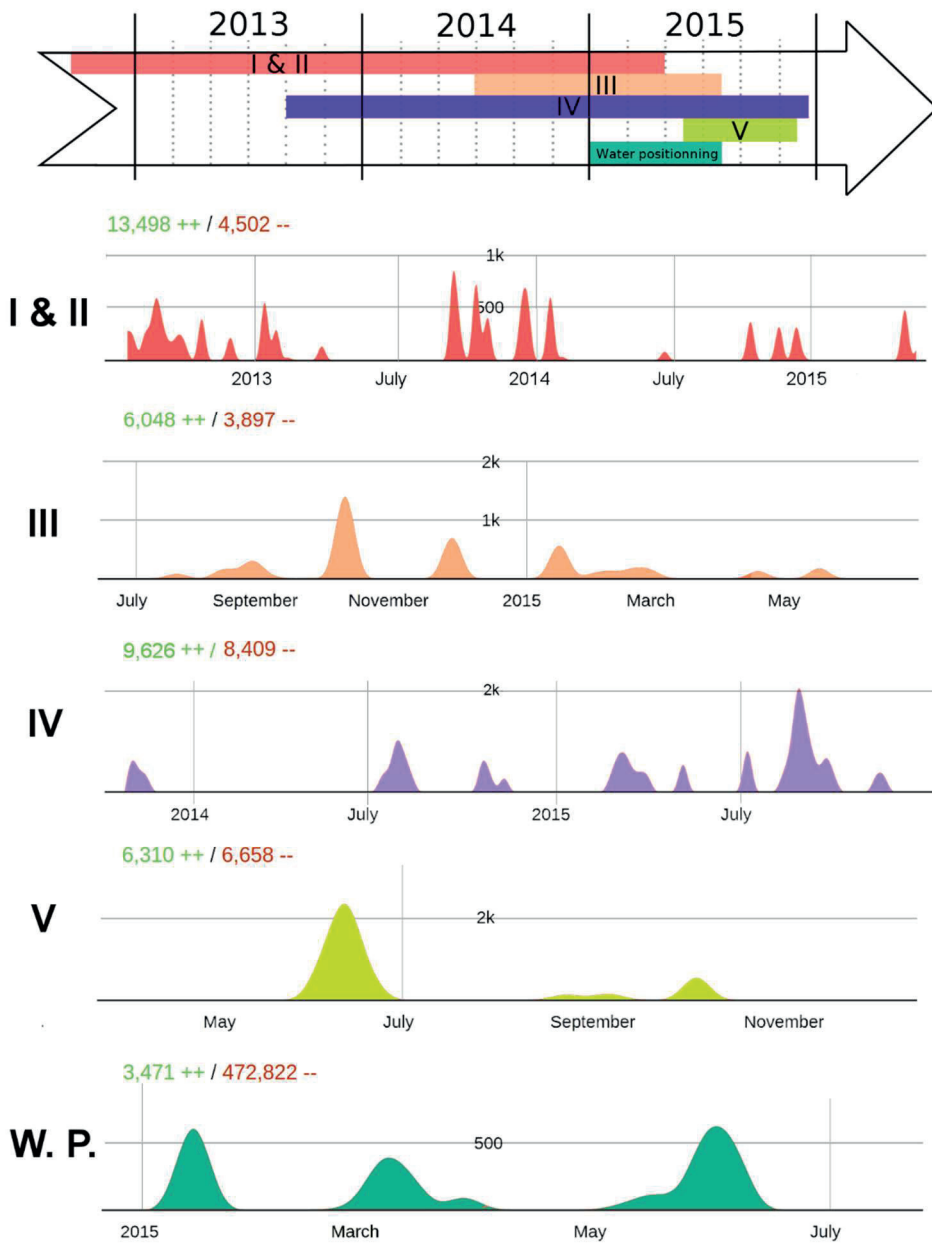 2013 2014 2015
I & II
III
IV
V
Water positionning
13,498 ++ / 4,502 --
1k
I & II
500
2013 July 2014 July 2015
6,048 ++ / 3,897 --
2k
III
1k
July September November 2015 March May
9,626 ++ / 8,409 --
2k
IV
2014 July 2015 July
6,310 ++ / 6,658 --
V
2k
May July September November
3,471 ++ / 472,822 --
W. P.
500
2015 March May July